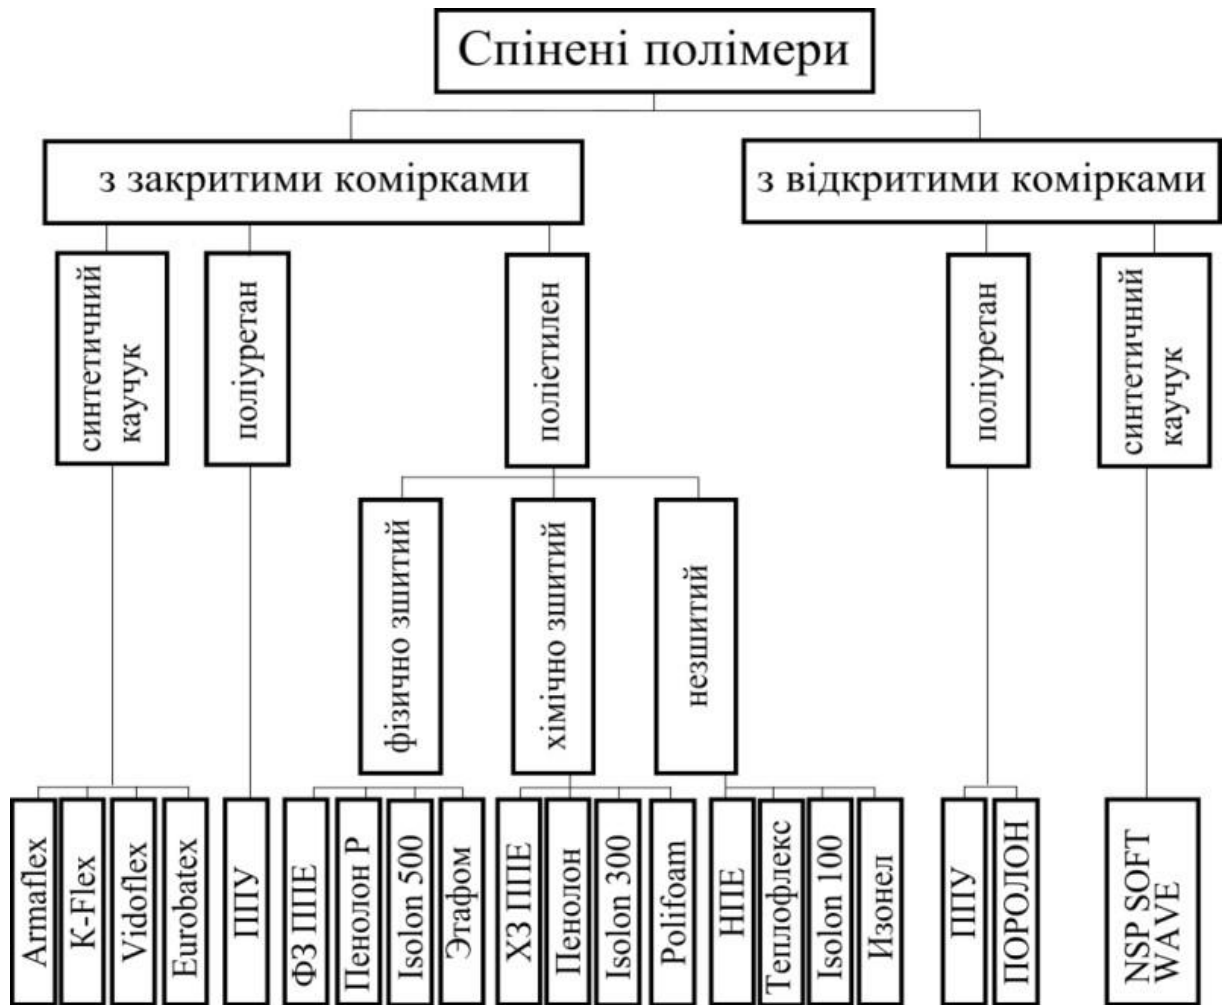 Спінені полімери
з закритими комірками
з відкритими комірками
синтетичний
каучук
поліуретан
поліетилен
поліуретан
синтетичний
каучук
фізично зшитий
хімічно зшитий
незшитий
Armaflex
K-Flex
Vidoflex
Eurobatex
ППУ
ФЗ ППЕ
Пенолон Р
Isolon 500
Этафом
ХЗ ППЕ
Пенолон
Isolon 300
Polifoam
НПЕ
Теплофлекс
Isolon 100
Изонел
ППУ
ПОРОЛОН
NSP SOFT
WAVE